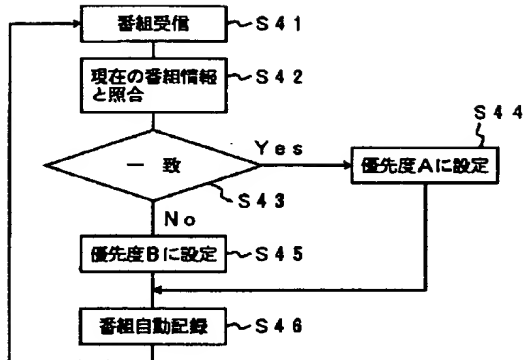 番組受信
S41
現在の番組情報
と照合
S42
一致
Yes
S43
No
S44
優先度Aに設定
優先度Bに設定
S45
番組自動記録
S46